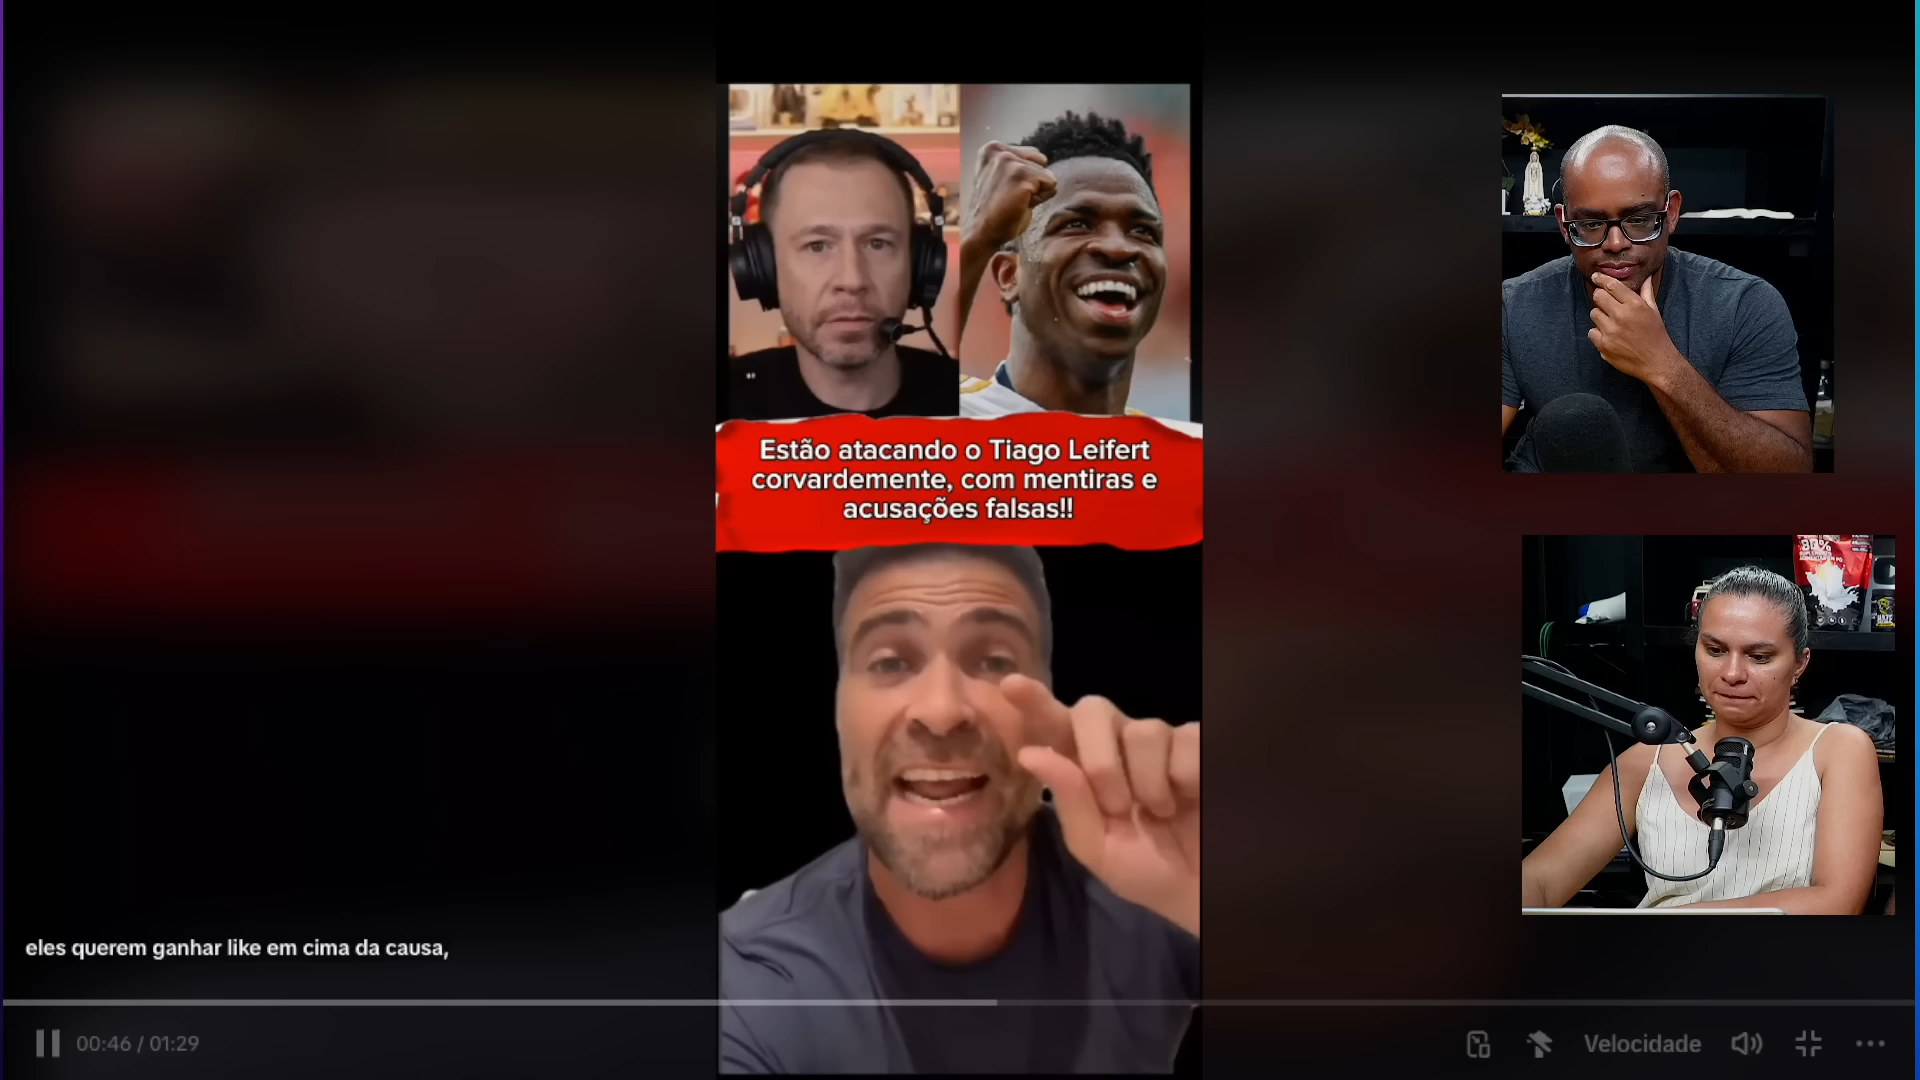 Estão atacando o Tiago Leifert
corvardemente, com mentiras e
acusações falsas!!
80%
eles querem ganhar like em cima da causa,
00:46 / 01:29
Velocidade